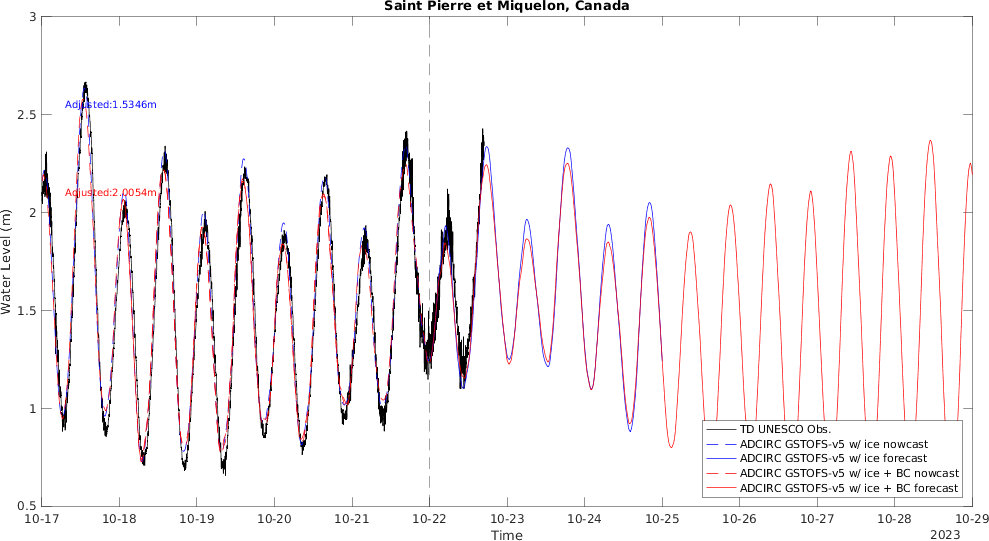 Saint Pierre et Miquelon, Canada
3
2.5
2
1.5
1
0.5
Water Level (m)
Adjusted:1.5346m
Adjusted:2.0054m
TD UNESCO Obs.
ADCIRC GSTOFS-v5 w/ ice nowcast
ADCIRC GSTOFS-v5 w/ ice forecast
ADCIRC GSTOFS-v5 w/ ice + BC nowcast
ADCIRC GSTOFS-v5 w/ ice + BC forecast
10-17 10-18 10-19 10-20 10-21 10-22 10-23 10-24 10-25 10-26 10-27 10-28 10-29
Time
2023